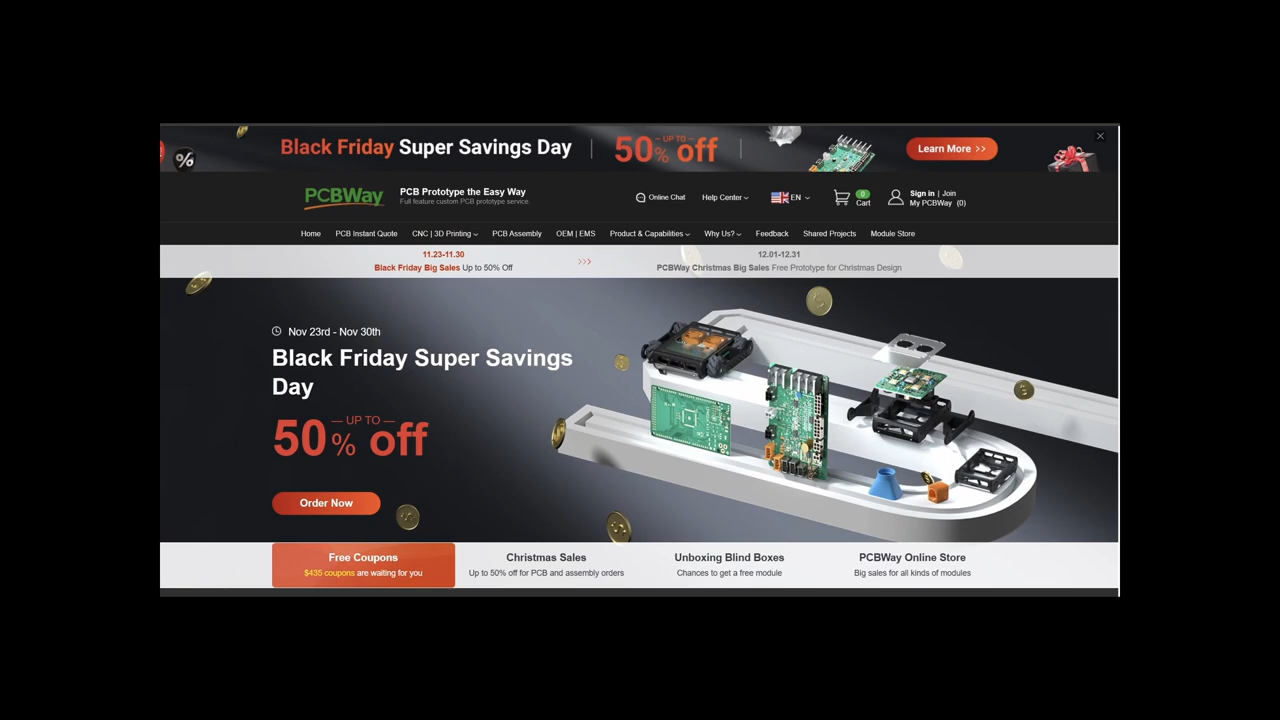 Black Friday Super Savings Day
UP TO
50% off
Learn More >>
PCBWay
PCB Prototype the Easy Way
Full feature custom PCB prototype service.
Online Chat
Help Center
EN
0
Cart
Sign in | Join
My PCBWay (0)
Home PCB Instant Quote CNC | 3D Printing PCB Assembly OEM | EMS Product & Capabilities Why Us? Feedback Shared Projects Module Store
11.23-11.30
Black Friday Big Sales Up to 50% Off
>>>
12.01-12.31
PCBWay Christmas Big Sales Free Prototype for Christmas Design
Nov 23rd - Nov 30th
Black Friday Super Savings
Day
— UP TO —
50% off
Order Now
Free Coupons
$435 coupons are waiting for you
Christmas Sales
Up to 50% off for PCB and assembly orders
Unboxing Blind Boxes
Chances to get a free module
PCBWay Online Store
Big sales for all kinds of modules